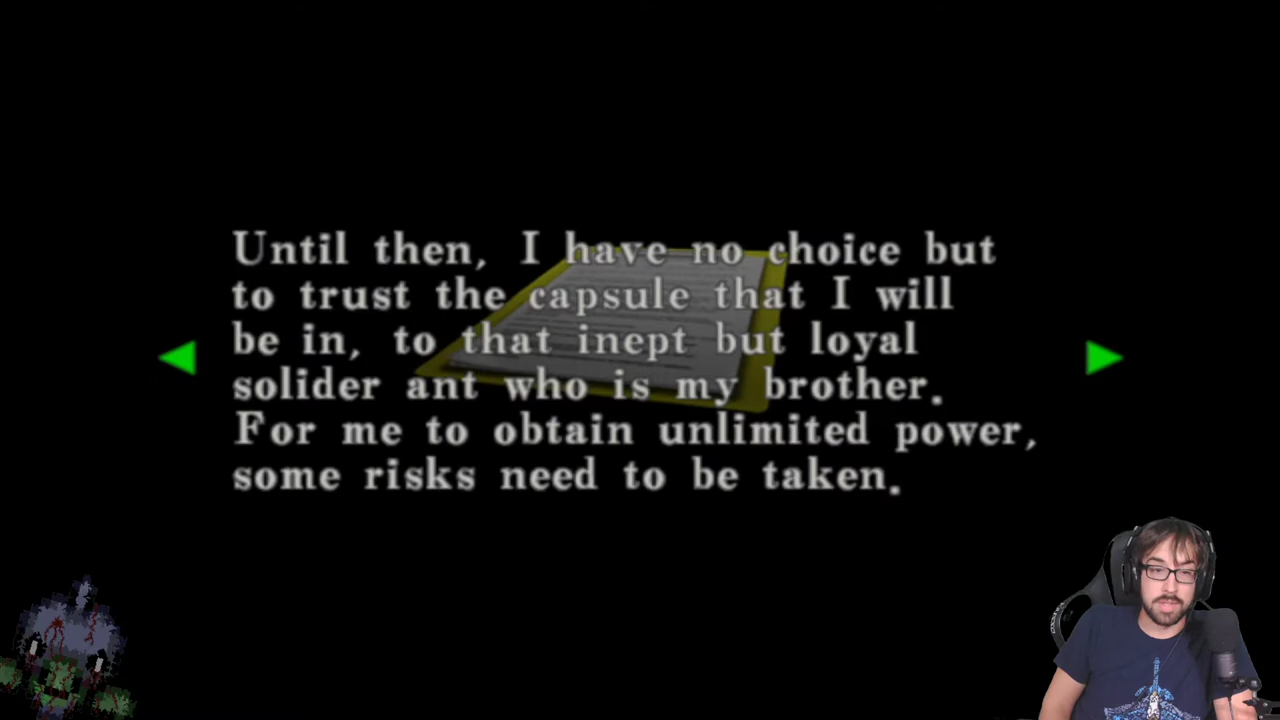 Until then, I have no choice but
to trust the capsule that I will
be in, to that inept but loyal
solider ant who is my brother.
For me to obtain unlimited power,
some risks need to be taken.